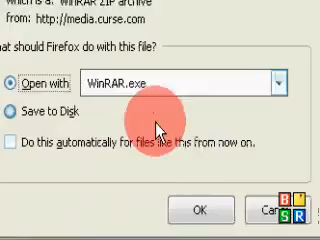 which is a: WinRAR ZIP archive
from: http://media.curse.com
hat should Firefox do with this file?
Open with WinRAR.exe
Save to Disk
Do this automatically for files like this from now on.
OK Canc
B
S R